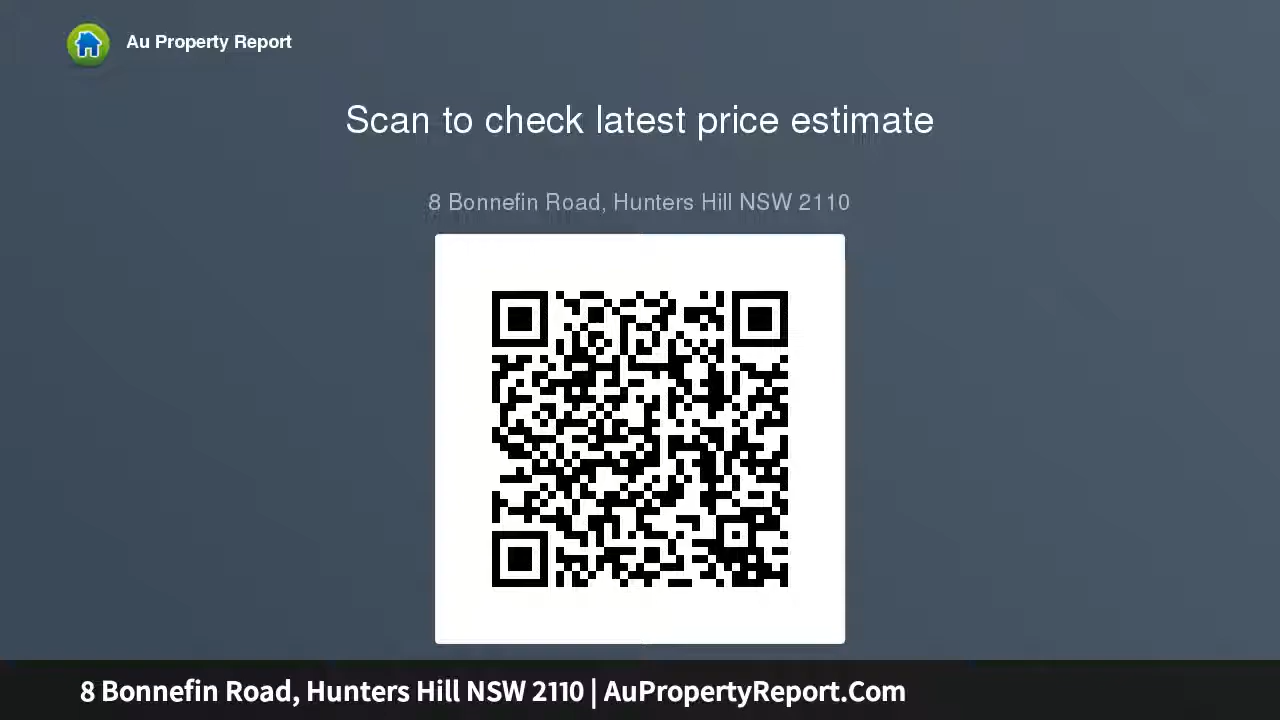 Au Property Report
Scan to check latest price estimate
8 Bonnefin Road, Hunters Hill NSW 2110
8 Bonnefin Road, Hunters Hill NSW 2110 | AuPropertyReport.Com